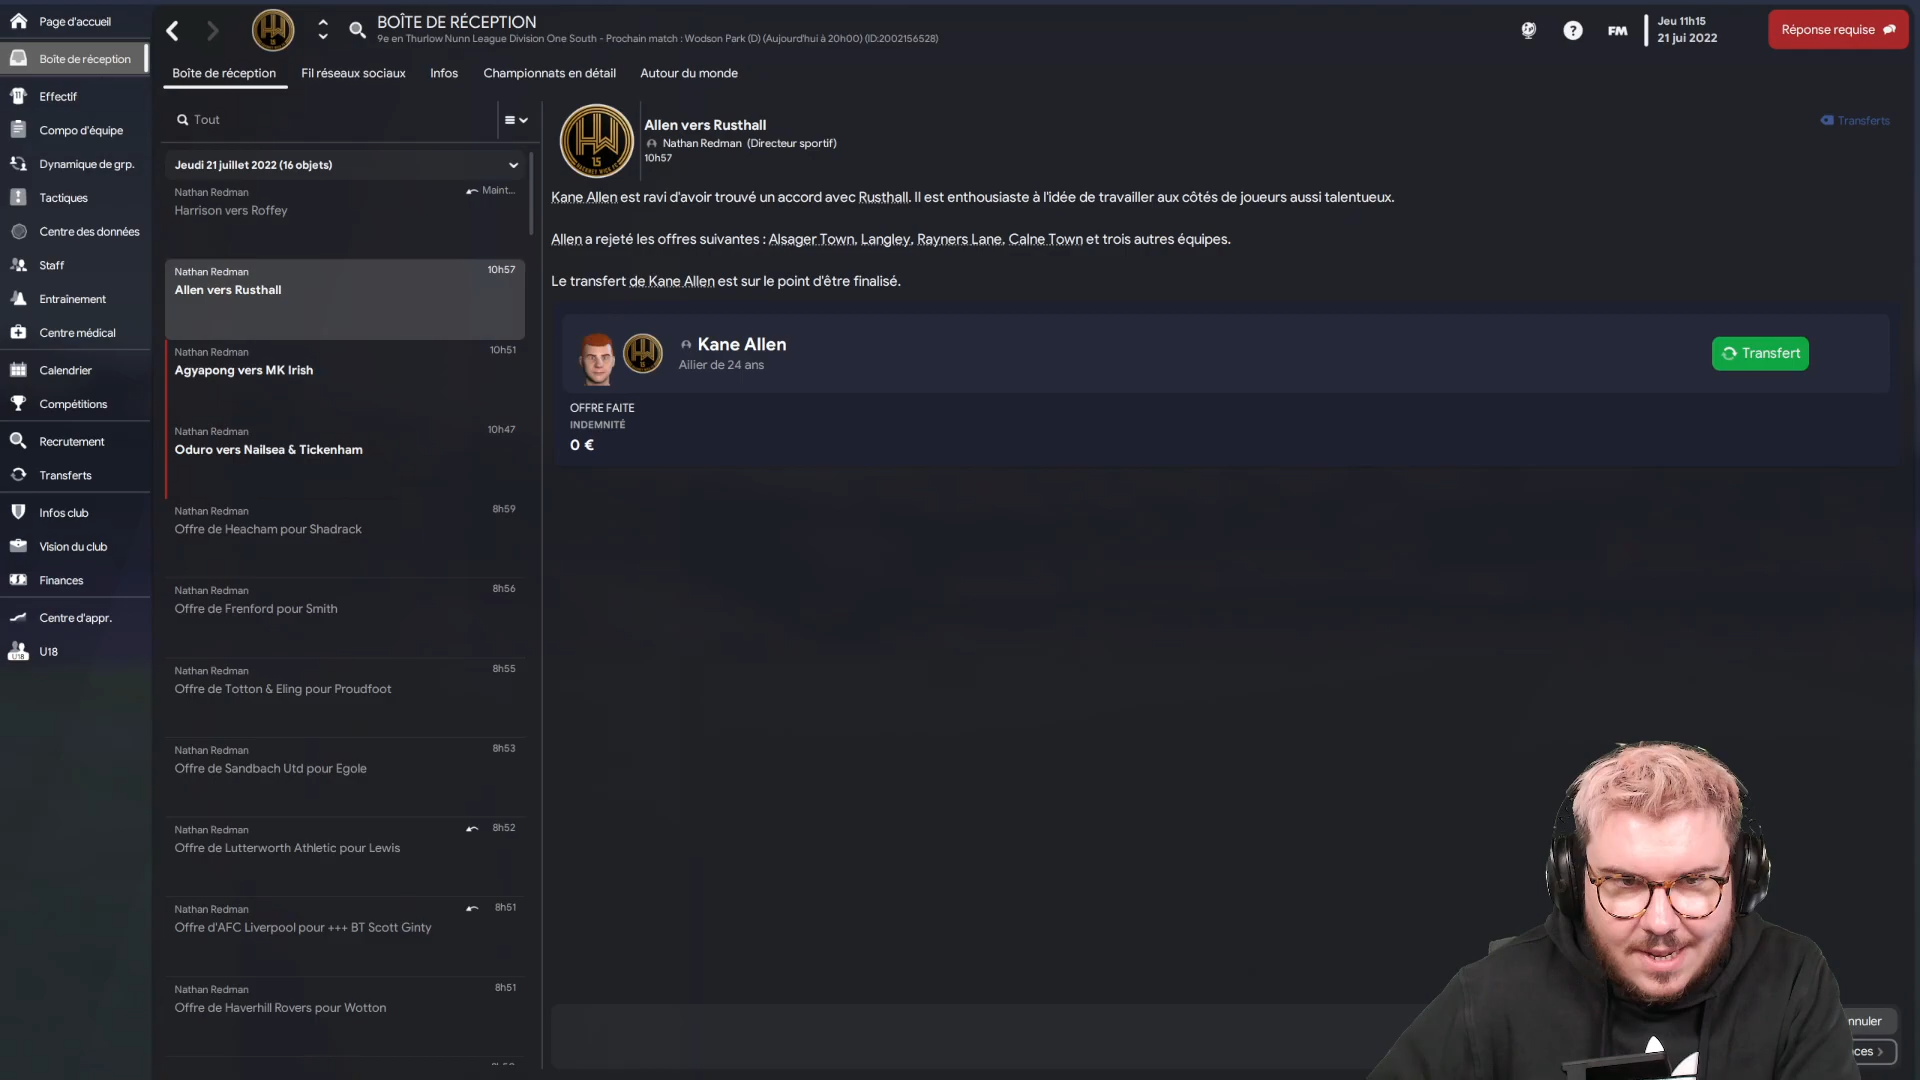 Page d'accueil
Boîte de réception
Effectif
Compo d'équipe
Dynamique de grp.
Tactiques
Centre des données
Staff
Entraînement
Centre médical
Calendrier
Compétitions
Recrutement
Transferts
Infos club
Vision du club
Finances
Centre d'appr.
U18
BOÎTE DE RÉCEPTION
9e en Thurlow Nunn League Division One South - Prochain match : Wodson Park (D) (Aujourd'hui à 20h00) (ID:2002156528)
FM
Jeu 11h15
21 jui 2022
Réponse requise
Boîte de réception
Fil réseaux sociaux
Infos
Championnats en détail
Autour du monde
Tout
Jeudi 21 juillet 2022 (16 objets)
Nathan Redman
Maint...
Harrison vers Roffey
Nathan Redman
10h57
Allen vers Rusthall
Nathan Redman
10h51
Agyapong vers MK Irish
Nathan Redman
10h47
Oduro vers Nailsea & Tickenham
Nathan Redman
8h59
Offre de Heacham pour Shadrack
Nathan Redman
8h56
Offre de Frenford pour Smith
Nathan Redman
8h55
Offre de Totton & Eling pour Proudfoot
Nathan Redman
8h53
Offre de Sandbach Utd pour Egole
Nathan Redman
8h52
Offre de Lutterworth Athletic pour Lewis
Nathan Redman
8h51
Offre d'AFC Liverpool pour +++ BT Scott Ginty
Nathan Redman
8h51
Offre de Haverhill Rovers pour Wotton
Allen vers Rusthall
Nathan Redman (Directeur sportif)
10h57
Transferts
Kane Allen est ravi d'avoir trouvé un accord avec Rusthall. Il est enthousiaste à l'idée de travailler aux côtés de joueurs aussi talentueux.
Allen a rejeté les offres suivantes : Alsager Town, Langley, Rayners Lane, Calne Town et trois autres équipes.
Le transfert de Kane Allen est sur le point d'être finalisé.
Kane Allen
Ailier de 24 ans
Transfert
OFFRE FAITE
INDEMNITÉ
0 €